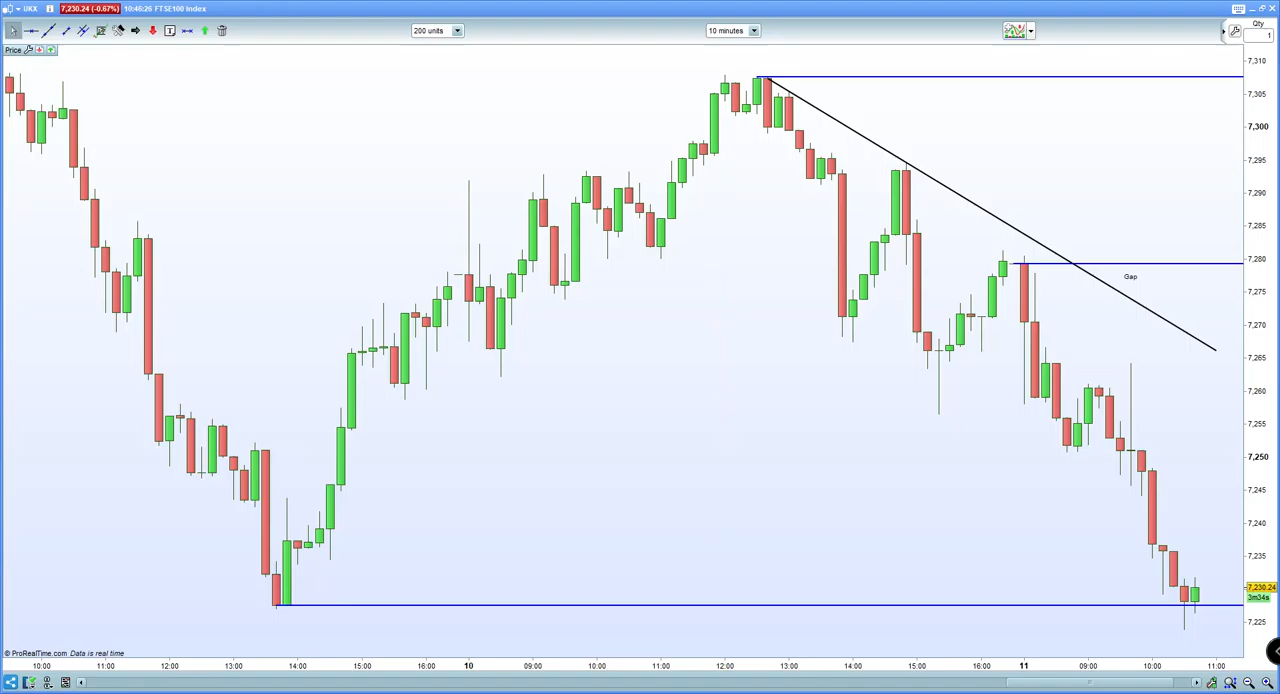 UKX 7,230.24 (-0.67%) 10:46:26 FTSE100 Index
200 units 10 minutes Qty
1
Price
7,310
7,305
7,300
7,295
7,290
7,285
7,280
Gap
7,275
7,270
7,265
7,260
7,255
7,250
7,245
7,240
7,235
7,230.24
3m34s
7,225
© ProRealTime.com Data is real time
10:00 11:00 12:00 13:00 14:00 15:00 16:00 10 09:00 10:00 11:00 12:00 13:00 14:00 15:00 16:00 11 09:00 10:00 11:00